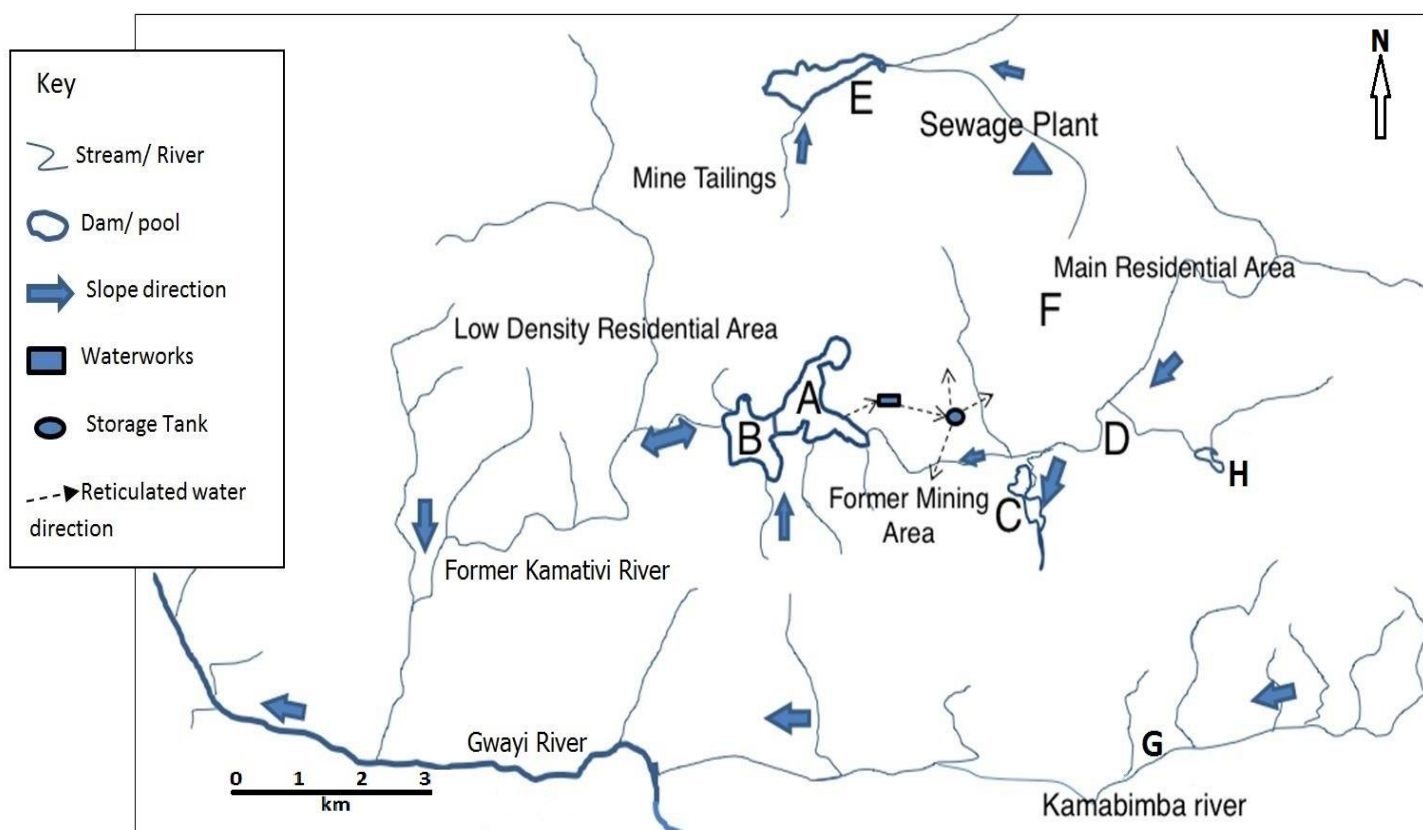 Key
Stream/ River
Dam/ pool
Slope direction
Waterworks
Storage Tank
Reticulated water
direction
N
E
Sewage Plant
Mine Tailings
Main Residential Area
F
Low Density Residential Area
A
B
D
H
C
Former Mining
Area
Former Kamativi River
Gwayi River
G
Kamabimba river
0 1 2 3
km